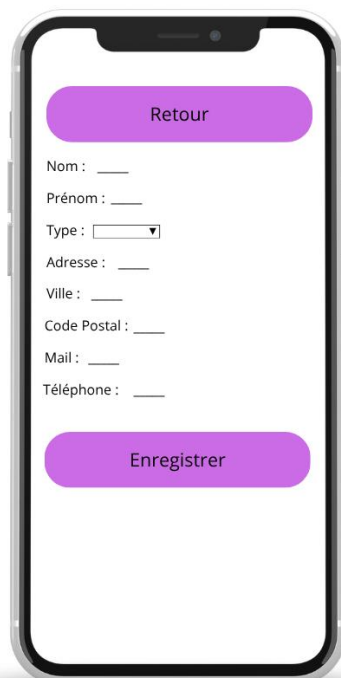 Retour
Nom : ____
Prénom : ____
Type :
Adresse : ____
Ville : ____
Code Postal : ____
Mail : ____
Téléphone : ____
Enregistrer